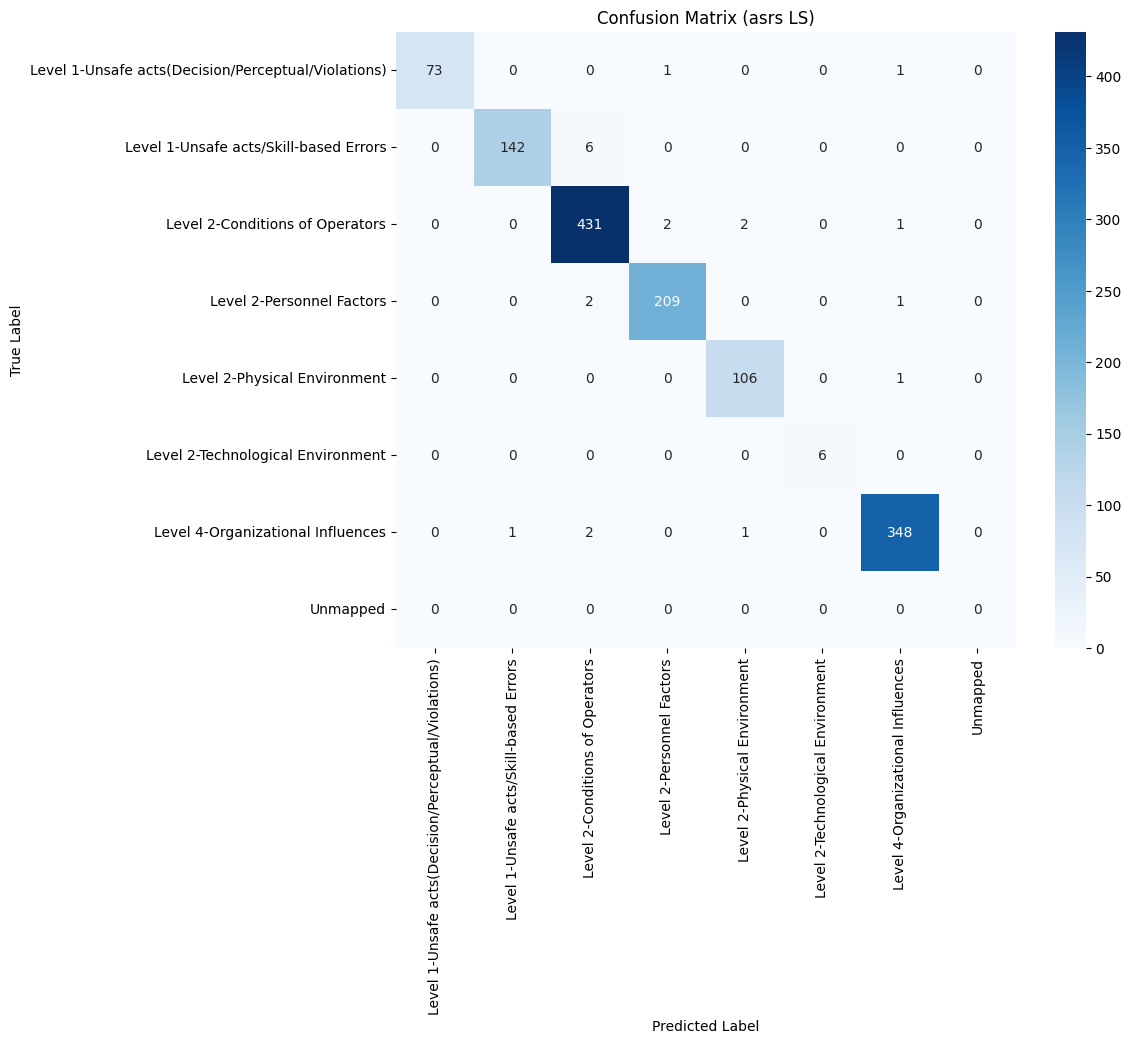 Confusion Matrix (asrs LS)
True Label
Level 1-Unsafe acts(Decision/Perceptual/Violations) 73 0 0 1 0 0 1 0
Level 1-Unsafe acts/Skill-based Errors 0 142 6 0 0 0 0 0
Level 2-Conditions of Operators 0 0 431 2 2 0 1 0
Level 2-Personnel Factors 0 0 2 209 0 0 1 0
Level 2-Physical Environment 0 0 0 0 106 0 1 0
Level 2-Technological Environment 0 0 0 0 0 6 0 0
Level 4-Organizational Influences 0 1 2 0 1 0 348 0
Unmapped 0 0 0 0 0 0 0 0
Level 1-Unsafe acts(Decision/Perceptual/Violations)
Level 1-Unsafe acts/Skill-based Errors
Level 2-Conditions of Operators
Level 2-Personnel Factors
Level 2-Physical Environment
Level 2-Technological Environment
Level 4-Organizational Influences
Unmapped
Predicted Label
400
350
300
250
200
150
100
50
0